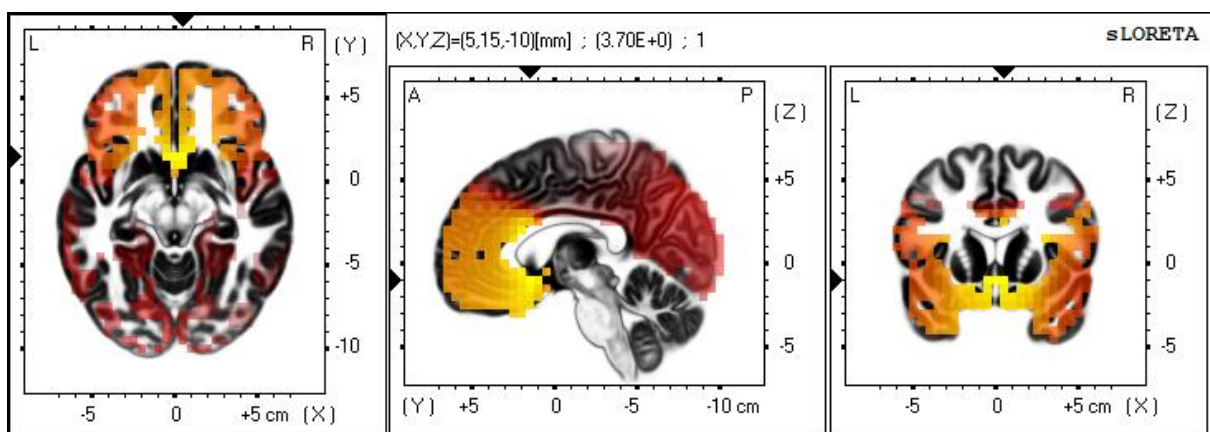 (X,Y,Z)=(5,15,-10)[mm] ; (3.70E+0) ; 1
sLORETA
L R (Y)
+5
0
-5
-10
-5 0 +5 cm (X)
A P (Z)
+5
0
-5
(Y) +5 0 -5 -10 cm
L R (Z)
+5
0
-5
-5 0 +5 cm (X)